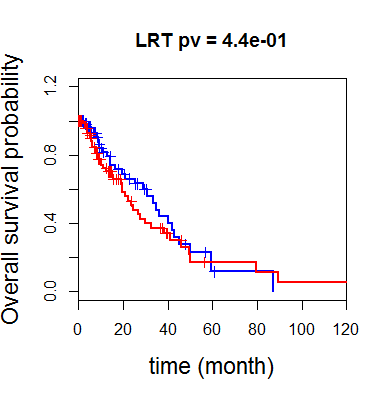 LRT pv = 4.4e-01
Overall survival probability
1.2
0.8
0.4
0.0
0 20 40 60 80 100 120
time (month)